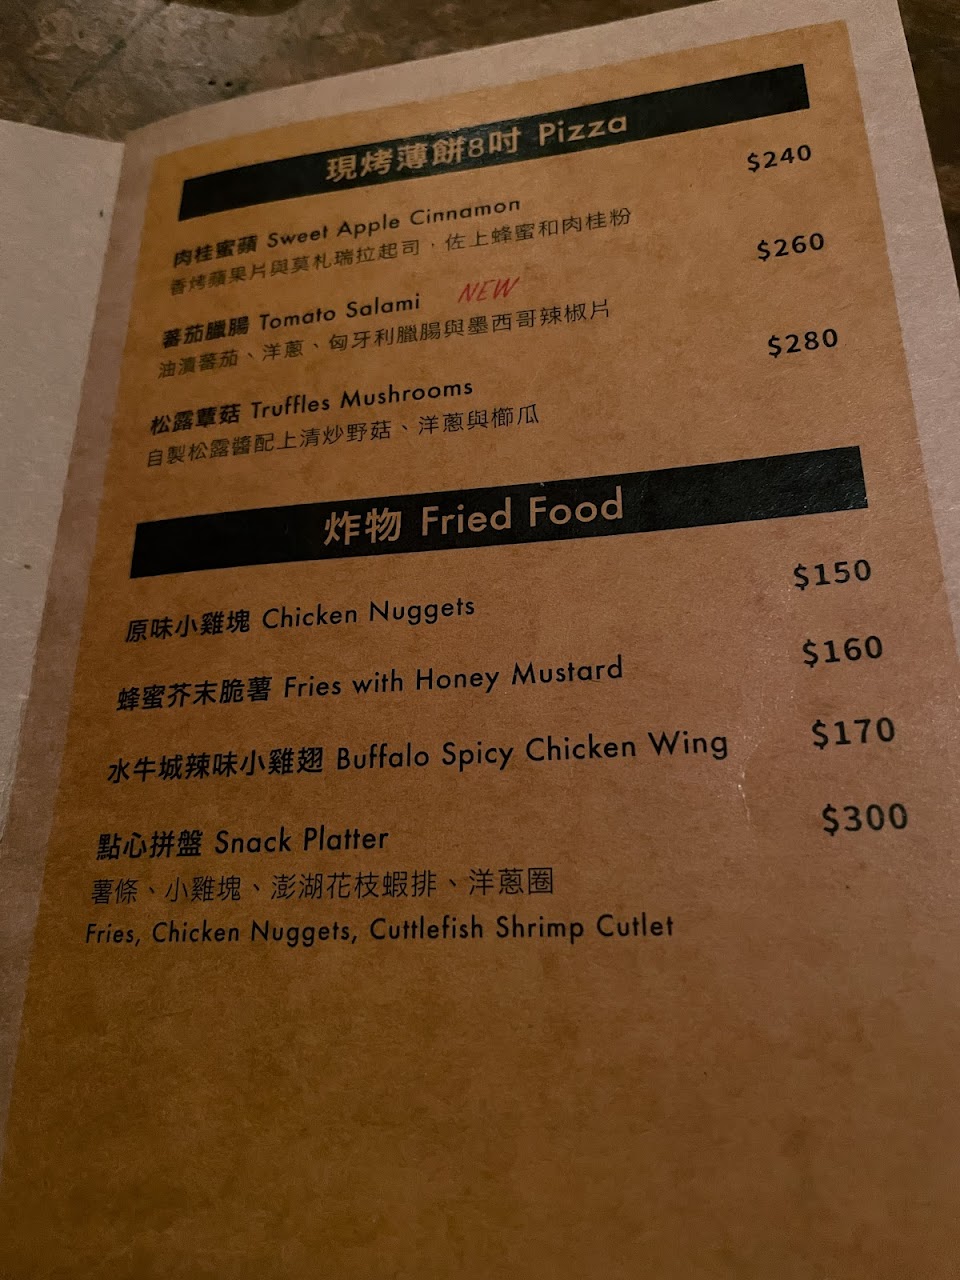 現烤薄餅8吋 Pizza
肉桂蜜蘋 Sweet Apple Cinnamon $240
香烤蘋果片與莫札瑞拉起司，佐上蜂蜜和肉桂粉
蕃茄臘腸 Tomato Salami NEW $260
油漬蕃茄、洋蔥、匈牙利臘腸與墨西哥辣椒片
松露蕈菇 Truffles Mushrooms $280
自製松露醬配上清炒野菇、洋蔥與櫛瓜
炸物 Fried Food
原味小雞塊 Chicken Nuggets $150
蜂蜜芥末脆薯 Fries with Honey Mustard $160
水牛城辣味小雞翅 Buffalo Spicy Chicken Wing $170
點心拼盤 Snack Platter $300
薯條、小雞塊、澎湖花枝蝦排、洋蔥圈
Fries, Chicken Nuggets, Cuttlefish Shrimp Cutlet